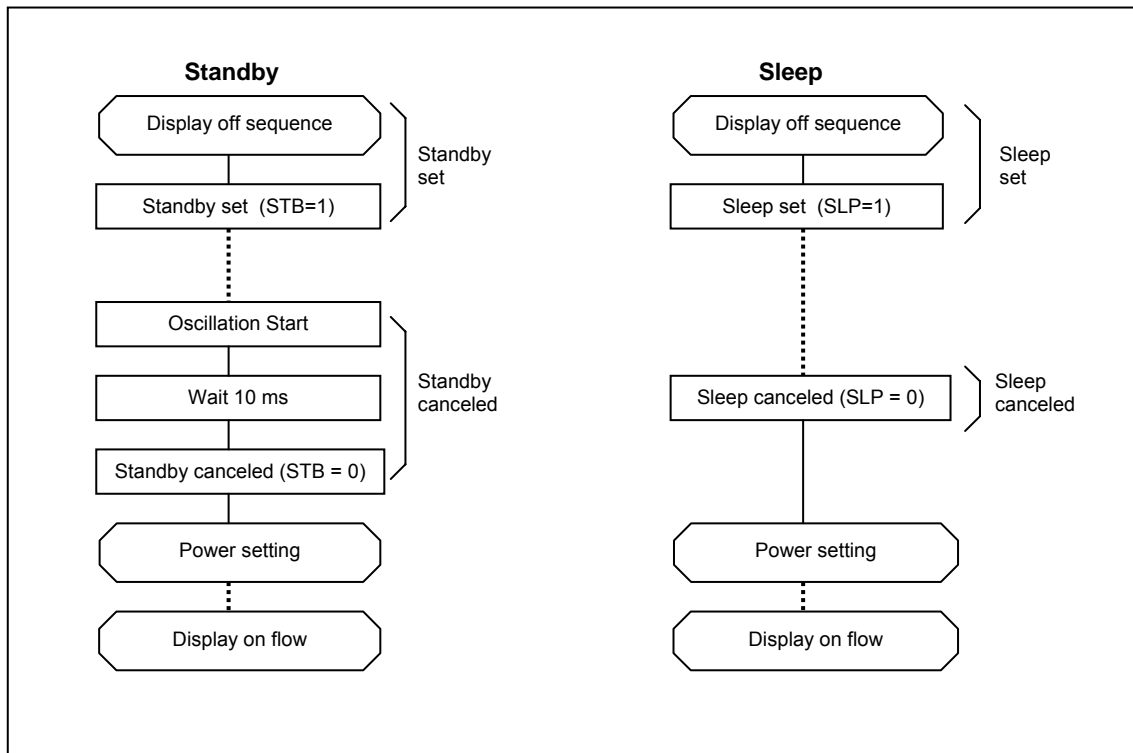 Standby
Display off sequence
Standby set (STB=1)
Standby
set
Oscillation Start
Wait 10 ms
Standby canceled (STB = 0)
Standby
canceled
Power setting
Display on flow
Sleep
Display off sequence
Sleep set (SLP=1)
Sleep
set
Sleep canceled (SLP = 0)
Sleep
canceled
Power setting
Display on flow